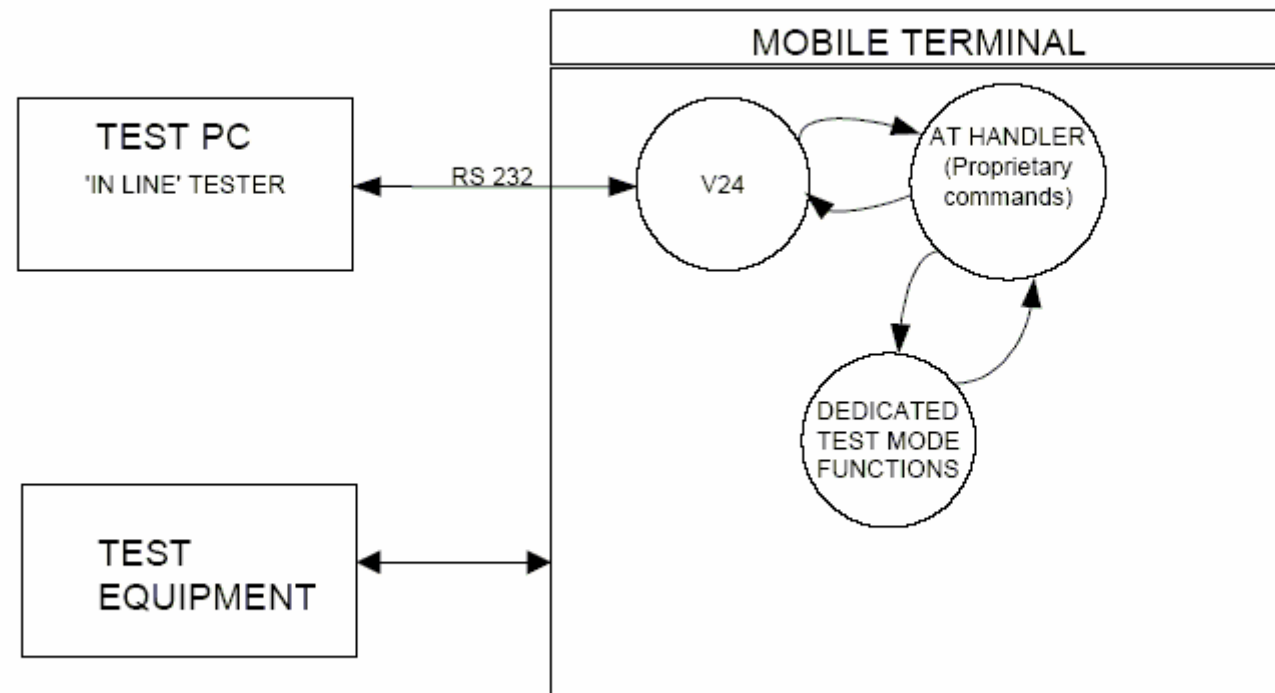 MOBILE TERMINAL
TEST PC
'IN LINE' TESTER
RS 232
V24
AT HANDLER
(Proprietary
commands)
DEDICATED
TEST MODE
FUNCTIONS
TEST
EQUIPMENT